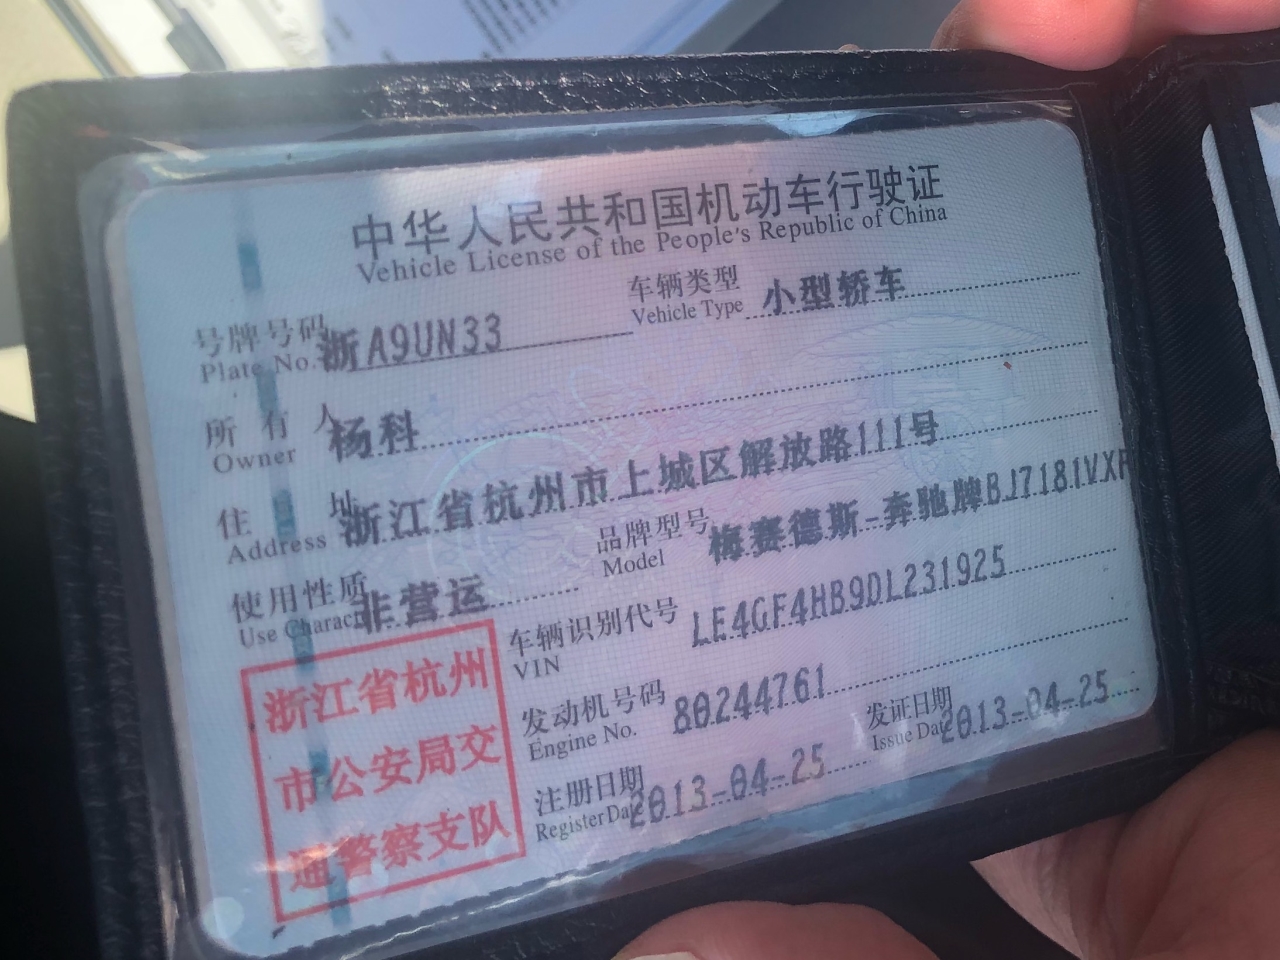 中华人民共和国机动车行驶证
Vehicle License of the People's Republic of China
号牌号码 浙A9UN33 车辆类型 小型轿车
Plate No. Vehicle Type
所有人 杨科
Owner
住址 浙江省杭州市上城区解放路111号
Address
使用性质 非营运 品牌型号 梅赛德斯-奔驰牌BJ7181VXF
Use Charac Model
车辆识别代号 LE4GF4HB9DL231925
VIN
发动机号码 80244761
Engine No.
注册日期 2013-04-25 发证日期 2013-04-25
Register Da Issue Da
浙江省杭州
市公安局交
通警察支队